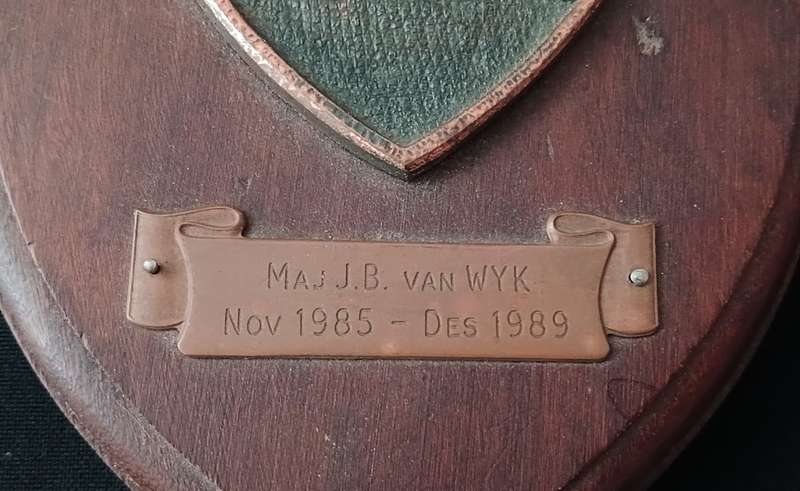 Maj J.B. van WYK
Nov 1985 - Des 1989